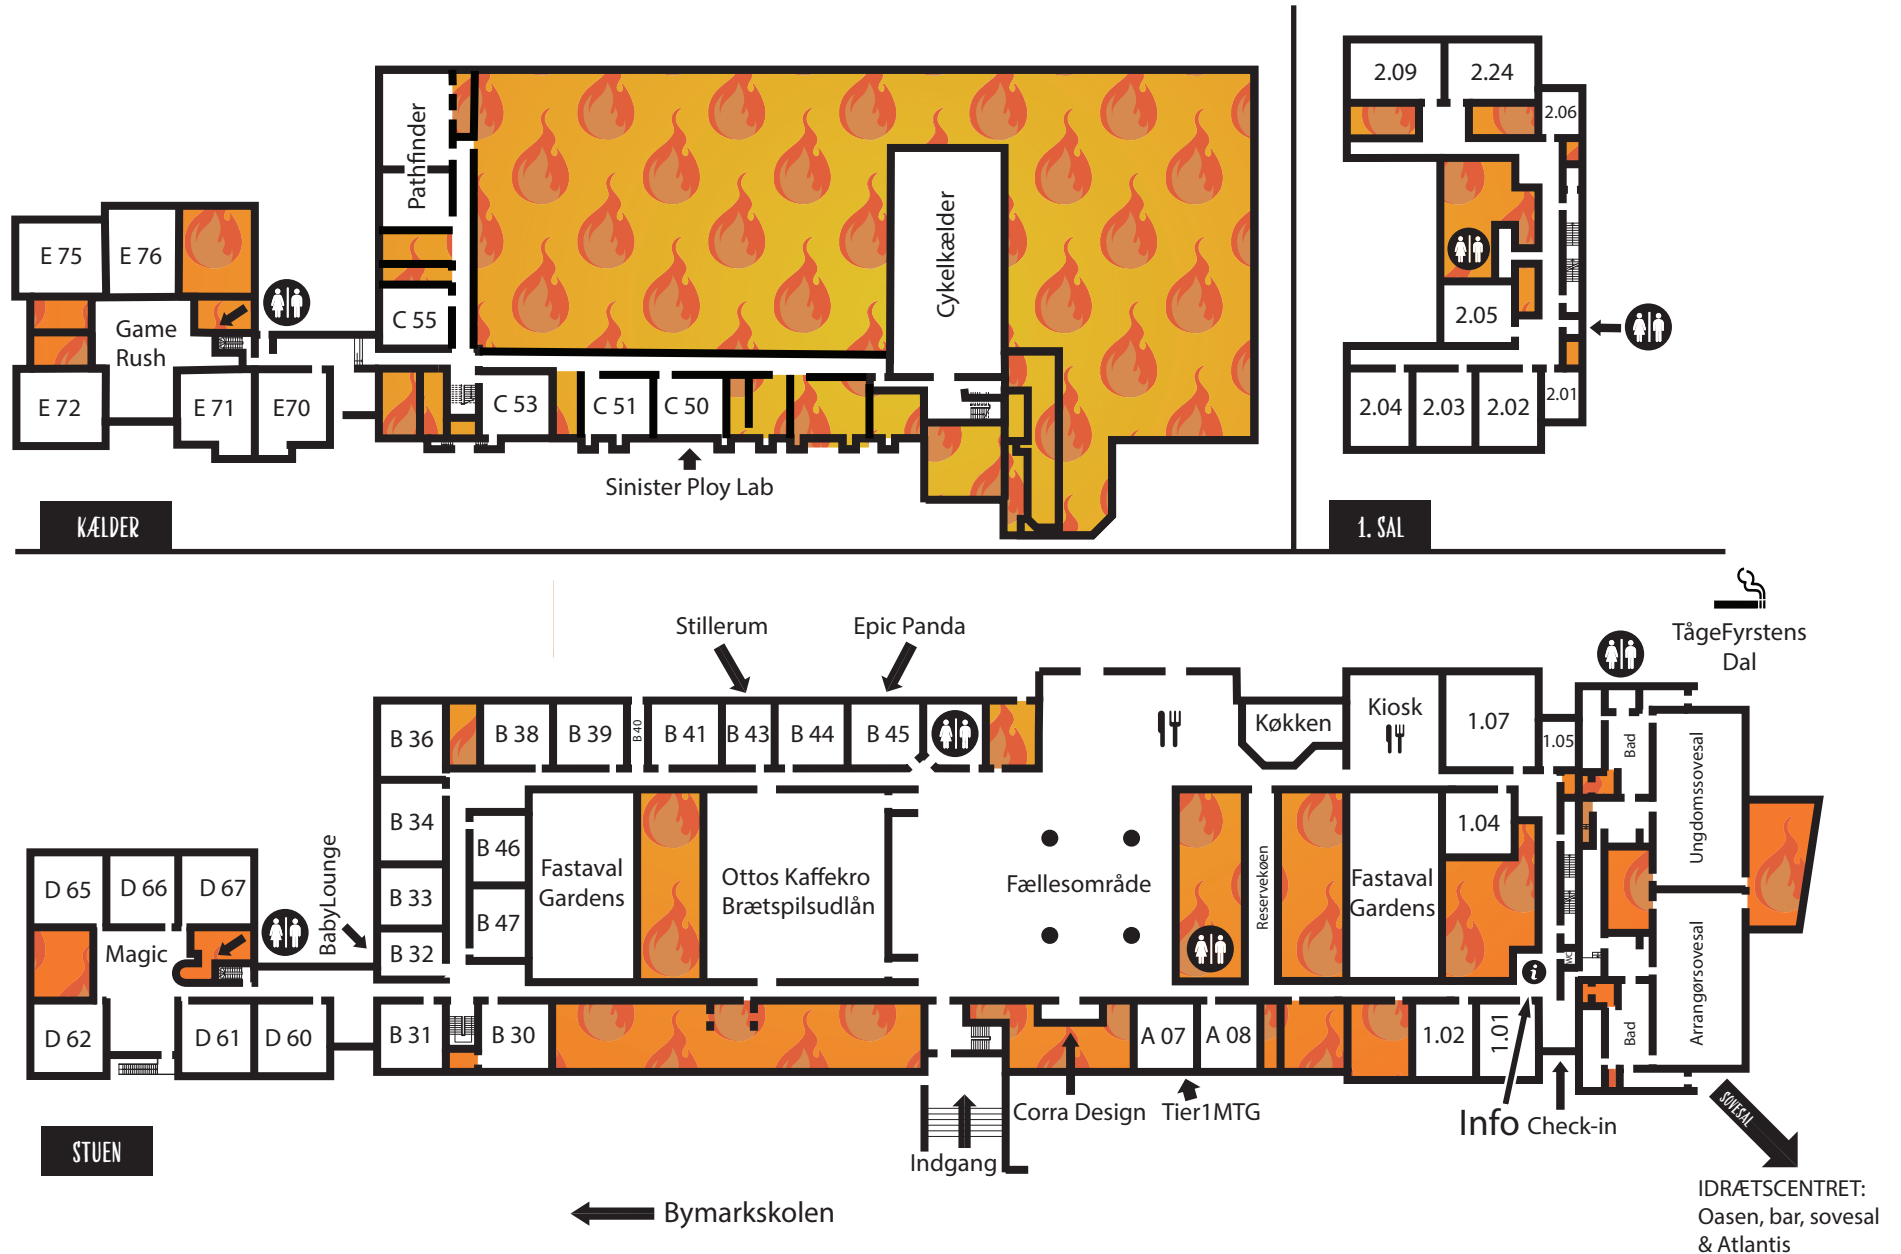 Pathfinder
E 75
E 76
Game
Rush
E 72
E 71
E70
C 55
C 53
C 51
C 50
Cykelkælder
Sinister Ploy Lab
KÆLDER
2.09
2.24
2.06
2.05
2.04
2.03
2.02
2.01
1. SAL
TågeFyrstens
Dal
Stillerum
Epic Panda
B 36
B 38
B 39
B 40
B 41
B 43
B 44
B 45
Køkken
Kiosk
1.07
1.05
Bad
Ungdomssovesal
B 34
B 46
B 33
B 47
B 32
BabyLounge
Fastaval
Gardens
Ottos Kaffekro
Brætspilsudlån
Fællesområde
Reservekøen
Fastaval
Gardens
1.04
i
WC
Arrangørsovesal
Bad
D 65
D 66
D 67
Magic
D 62
D 61
D 60
B 31
B 30
A 07
A 08
1.02
1.01
Corra Design
Tier1MTG
Info
Check-in
Indgang
STUEN
Bymarkskolen
SOVESAL
IDRÆTSCENTRET:
Oasen, bar, sovesal
& Atlantis